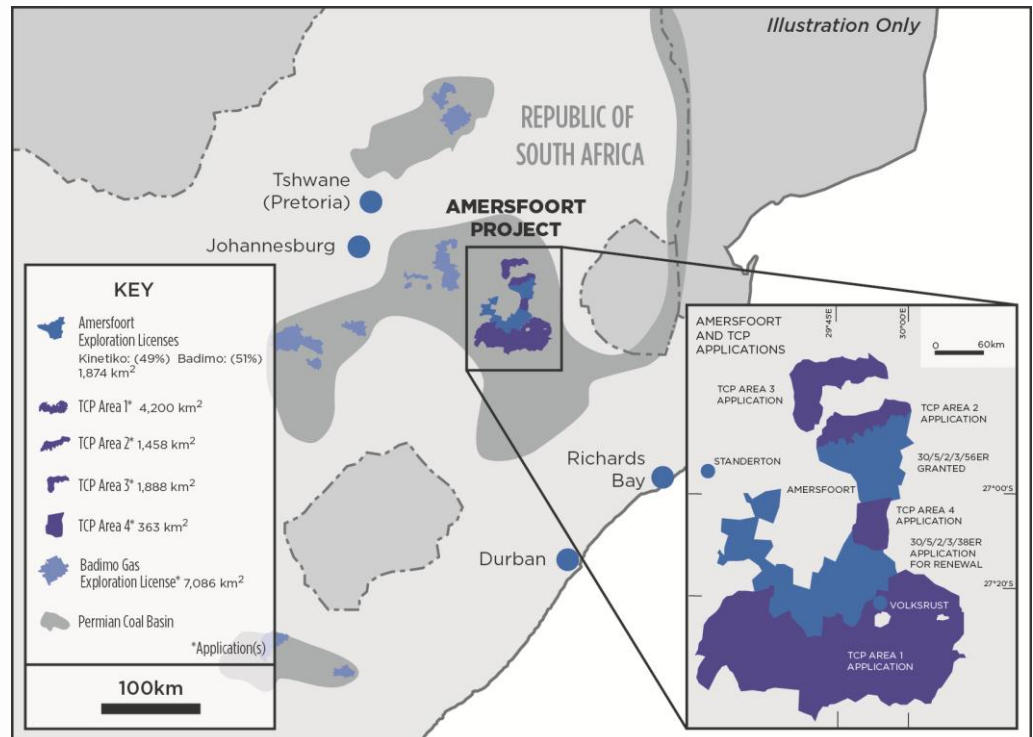 Illustration Only
REPUBLIC OF
SOUTH AFRICA
Tshwane
(Pretoria)
Johannesburg
AMERSFOORT
PROJECT
Richards
Bay
Durban
KEY
Amersfoort
Exploration Licenses
Kinetiko: (49%) Badimo: (51%)
1,874 km²
TCP Area 1* 4,200 km²
TCP Area 2* 1,458 km²
TCP Area 3* 1,888 km²
TCP Area 4* 363 km²
Badimo Gas
Exploration License* 7,086 km²
Permian Coal Basin
*Application(s)
100km
AMERSFOORT
AND TCP
APPLICATIONS
29°45'E
30°00'E
0 60km
TCP AREA 3
APPLICATION
TCP AREA 2
APPLICATION
30/5/2/3/56ER
GRANTED
STANDERTON
27°00'S
AMERSFOORT
TCP AREA 4
APPLICATION
30/5/2/3/38ER
APPLICATION
FOR RENEWAL
27°20'S
VOLKSRUST
TCP AREA 1
APPLICATION